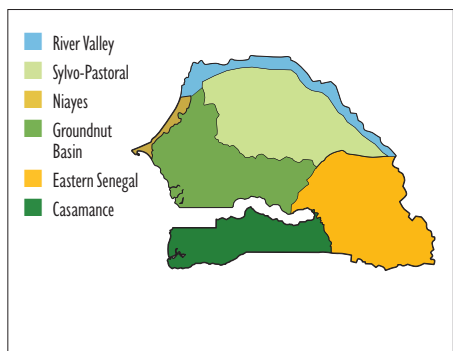 River Valley
Sylvo-Pastoral
Niayes
Groundnut
Basin
Eastern Senegal
Casamance